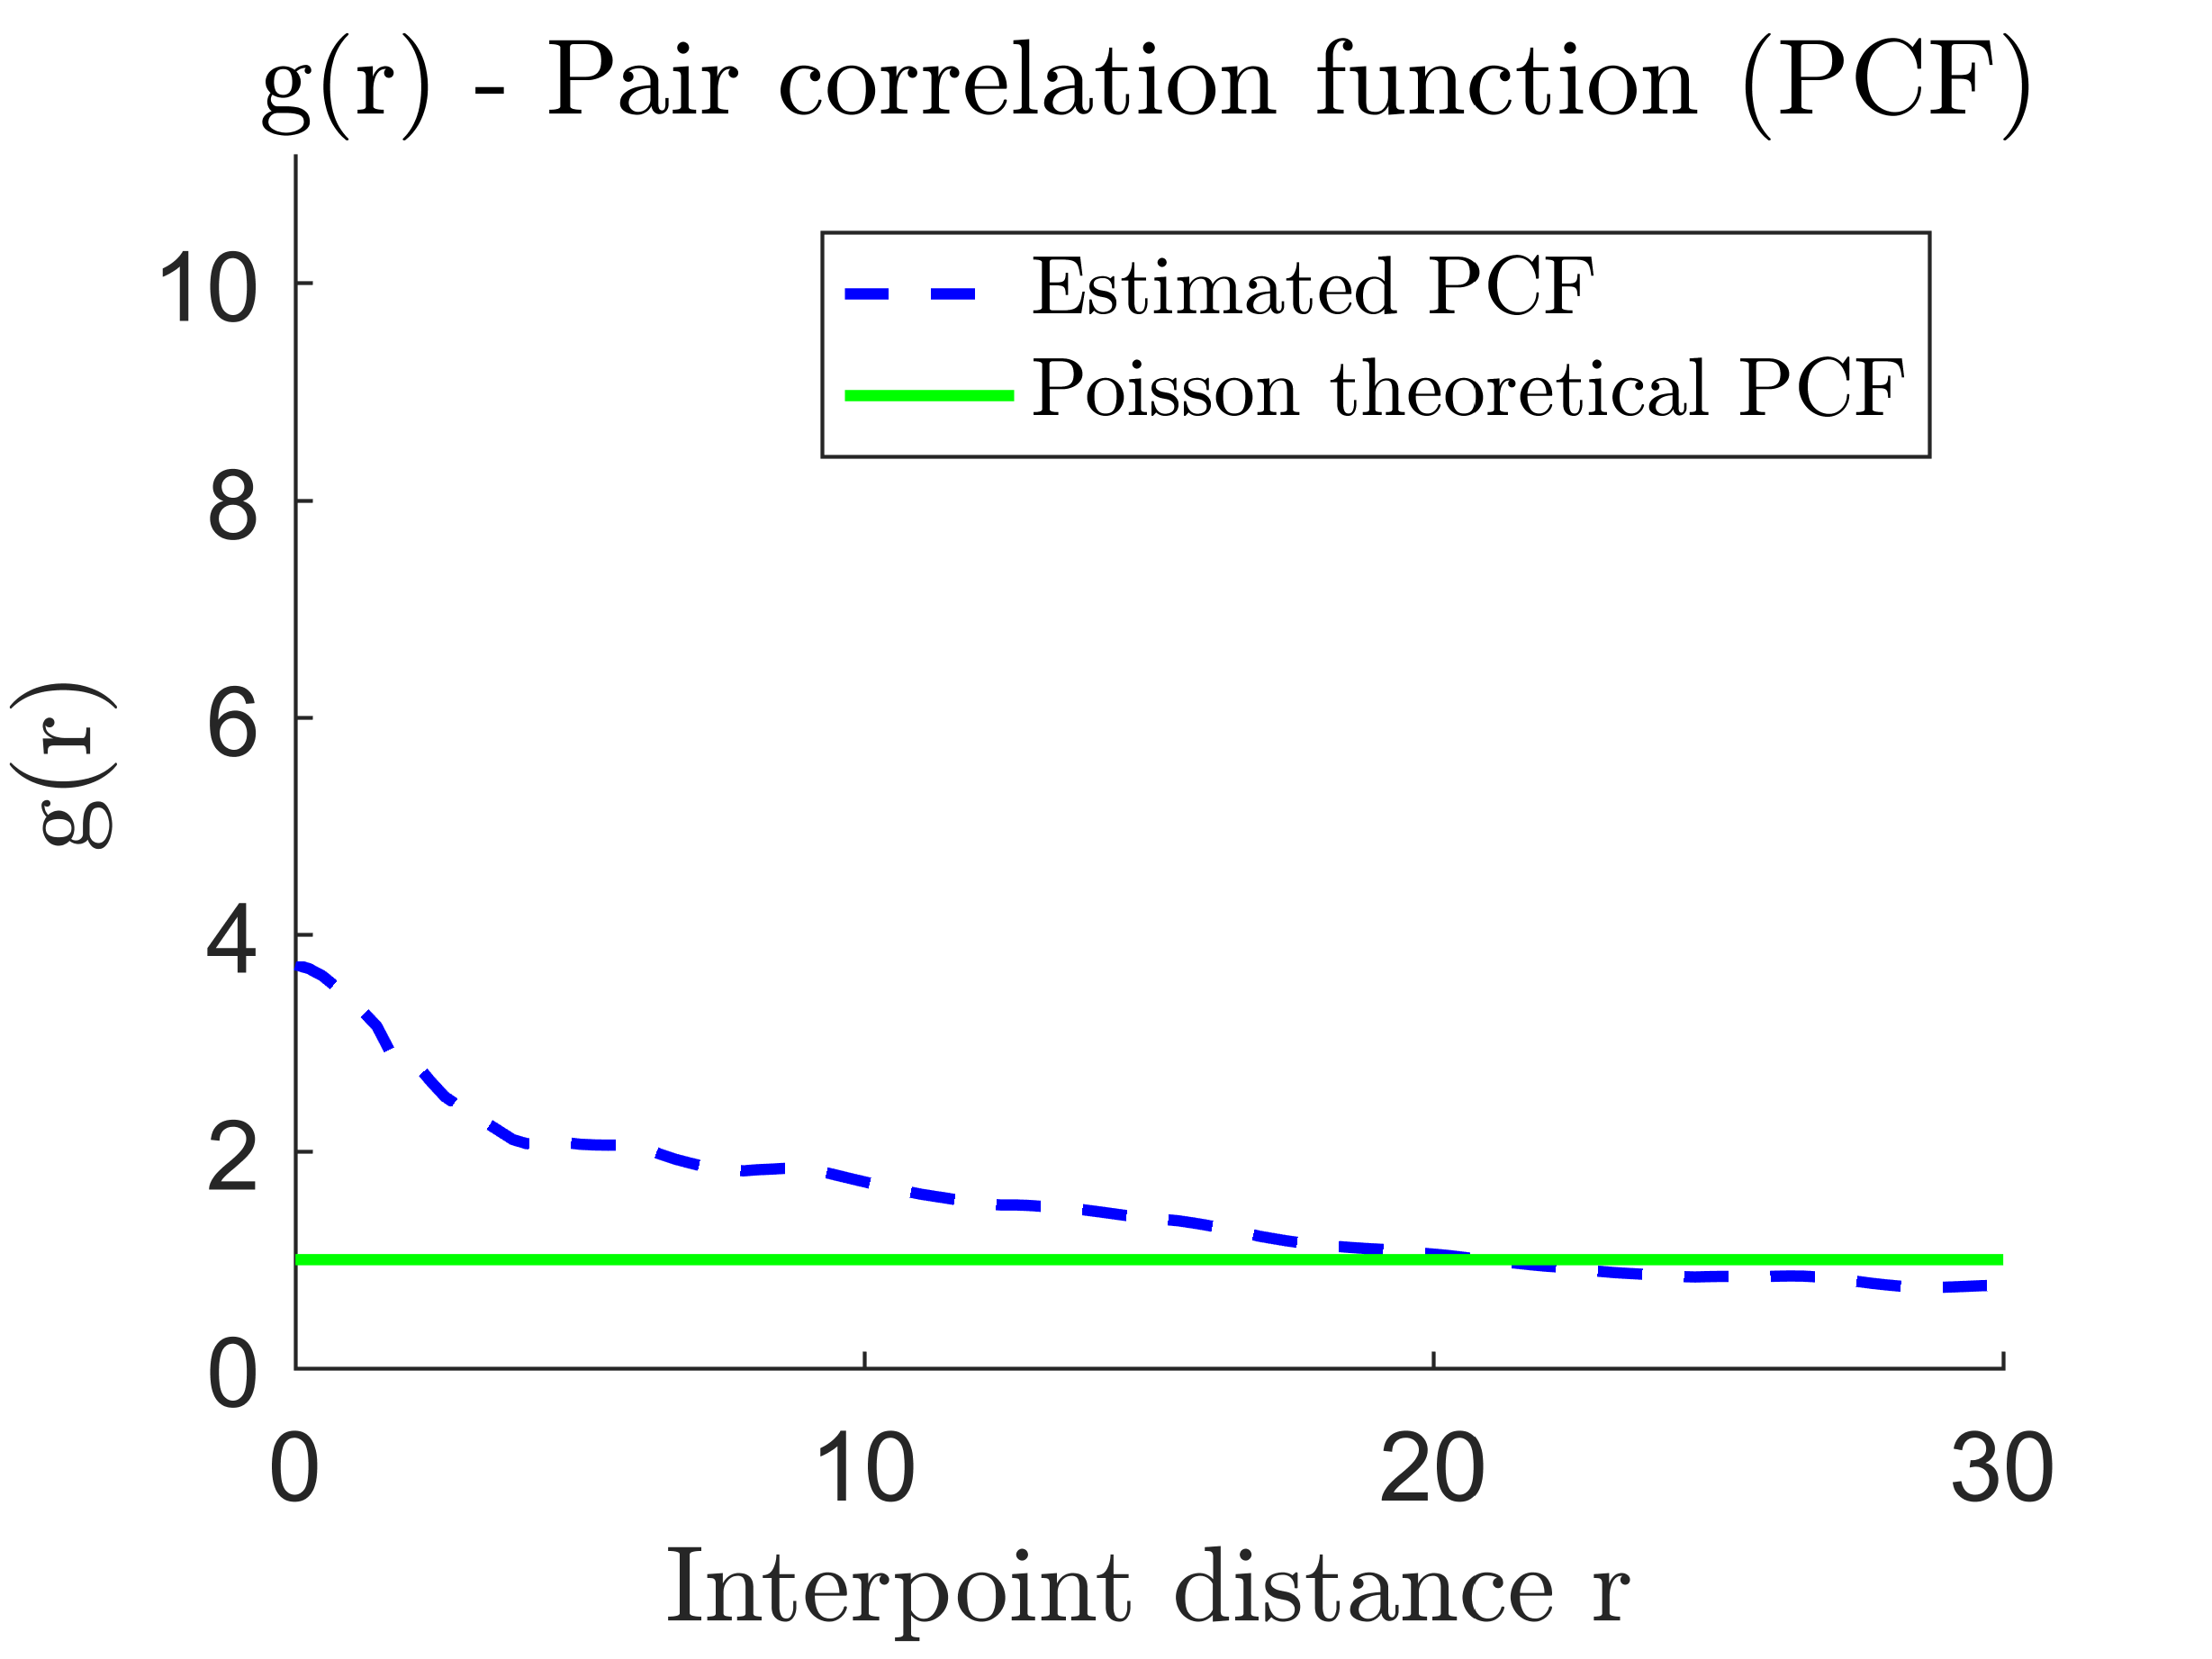 g(r) - Pair correlation function (PCF)
Estimated PCF
Poisson theoretical PCF
10
8
6
4
2
0
g(r)
0 10 20 30
Interpoint distance r